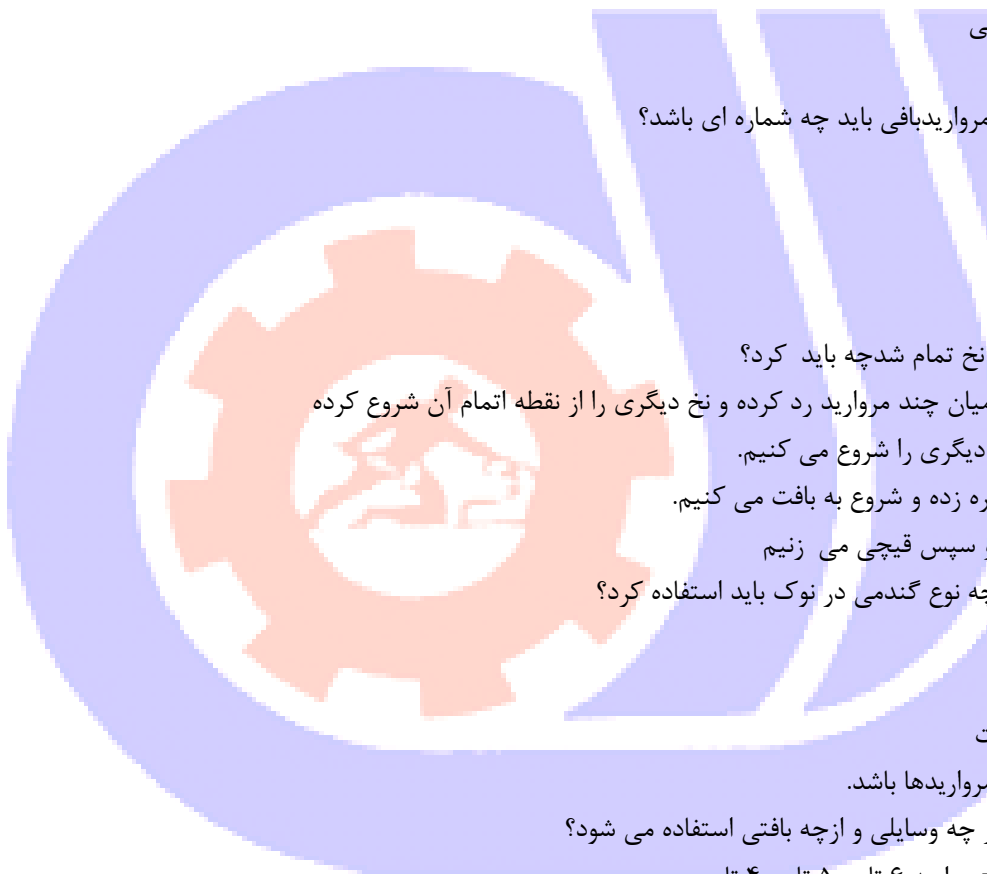 ی
مرواریدبافی باید چه شماره ای باشد؟
نخ تمام شدچه باید کرد؟
میان چند مروارید رد کرده و نخ دیگری را از نقطه اتمام آن شروع کرده
دیگری را شروع می کنیم.
ره زده و شروع به بافت می کنیم.
و سپس قیچی می زنیم
چه نوع گندمی در نوک باید استفاده کرد؟
ت
مرواریدها باشد.
چه وسایلی و ازچه بافتی استفاده می شود؟